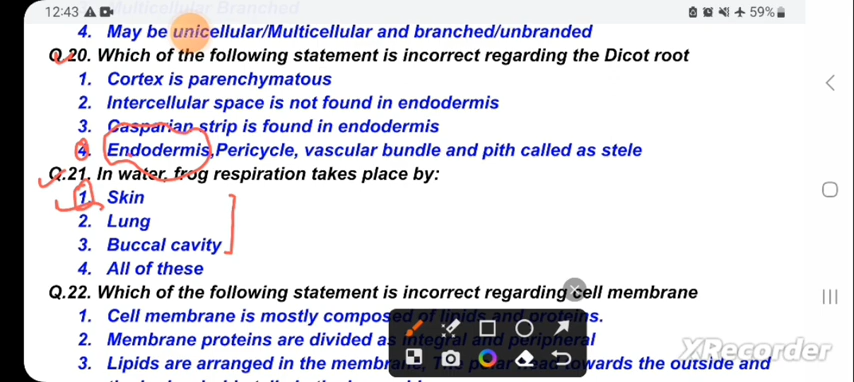 12:43
59%
Multicellular Branched
4. May be unicellular/Multicellular and branched/unbranded
Q.20. Which of the following statement is incorrect regarding the Dicot root
1. Cortex is parenchymatous
2. Intercellular space is not found in endodermis
3. Casparian strip is found in endodermis
4. Endodermis,Pericycle, vascular bundle and pith called as stele
Q.21. In water, frog respiration takes place by:
1. Skin
2. Lung
3. Buccal cavity
4. All of these
Q.22. Which of the following statement is incorrect regarding cell membrane
1. Cell membrane is mostly composed of lipids and proteins.
2. Membrane proteins are divided as integral and peripheral
3. Lipids are arranged in the membrane, The polar head towards the outside and
XRecorder